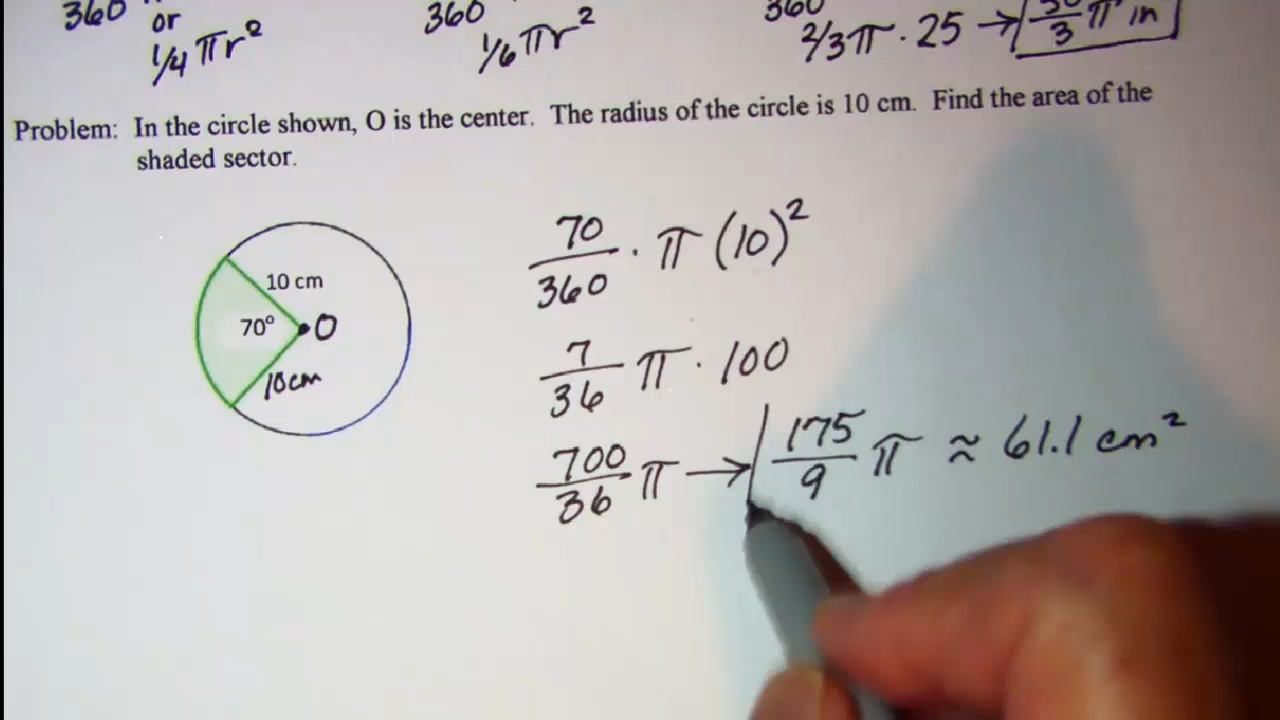 360
or
1/4 πr²
360
1/6 πr²
360
2/3 π · 25 → /3 π in
Problem: In the circle shown, O is the center. The radius of the circle is 10 cm. Find the area of the
shaded sector.
10 cm
70°
O
10cm
70/360 · π (10)²
7/36 π · 100
700/36 π → 175/9 π ≈ 61.1 cm²